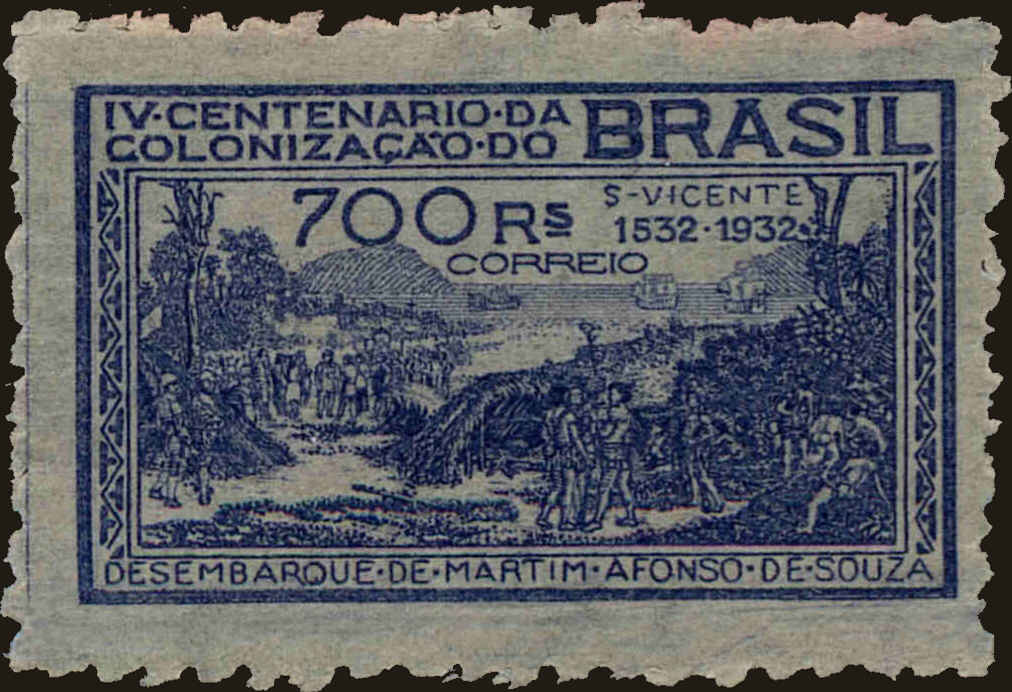 IV·CENTENARIO·DA
COLONIZAÇÃO·DO
BRASIL
700 RS
CORREIO
S-VICENTE
1532·1932
DESEMBARQUE·DE·MARTIM·AFONSO·DE·SOUZA